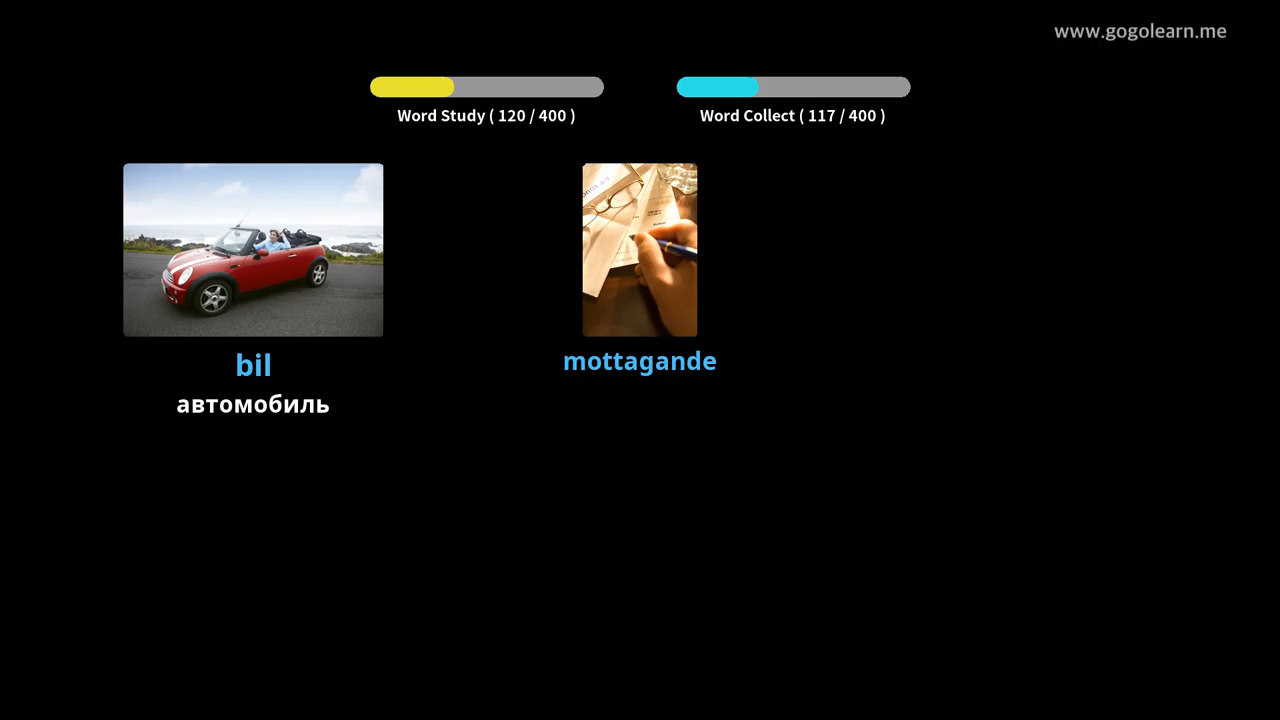 www.gogolearn.me
Word Study ( 120 / 400 )
Word Collect ( 117 / 400 )
bil
автомобиль
mottagande